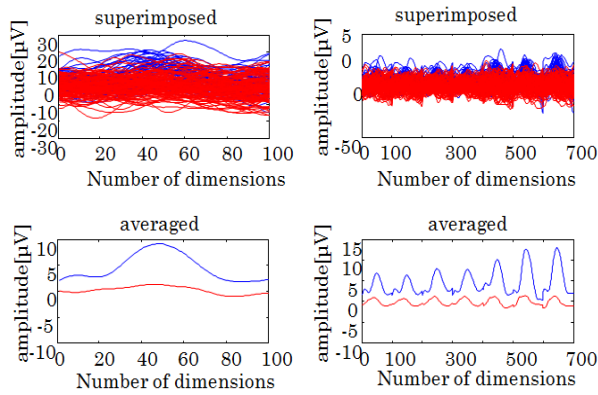 superimposed
superimposed
amplitude[µV]
30
20
10
0
-10
-20
-30
0 20 40 60 80 100
Number of dimensions
amplitude[µV]
5
0
0
-50
0 100 300 500 700
Number of dimensions
averaged
averaged
amplitude[µV]
10
5
0
-5
-10
0 20 40 60 80 100
Number of dimensions
amplitude[µV]
15
10
5
0
-5
-10
0 100 300 500 700
Number of dimensions